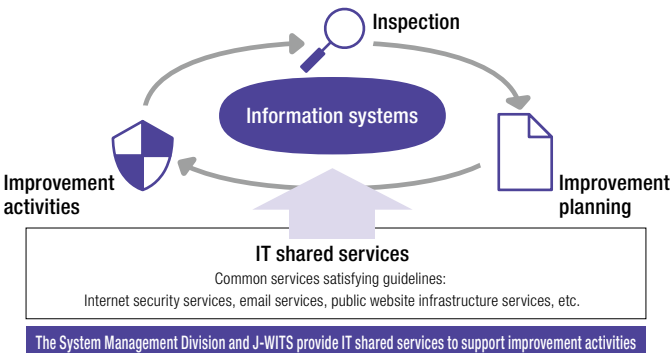 Inspection
Information systems
Improvement
activities
Improvement
planning
IT shared services
Common services satisfying guidelines:
Internet security services, email services, public website infrastructure services, etc.
The System Management Division and J-WITS provide IT shared services to support improvement activities